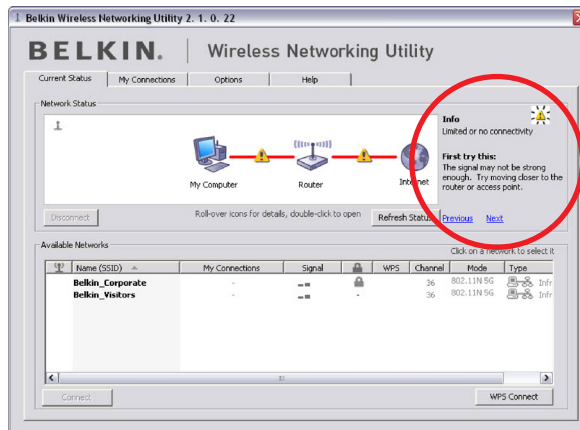 Belkin Wireless Networking Utility 2. 1. 0. 22
BELKIN. Wireless Networking Utility
Current Status My Connections Options Help
Network Status
Info
Limited or no connectivity
First try this:
The signal may not be strong
enough. Try moving closer to the
router or access point.
My Computer Router Internet
Disconnect Roll-over icons for details, double-click to open Refresh Status Previous Next
Available Networks
Click on a network to select it
Name (SSID) My Connections Signal WPS Channel Mode Type
Belkin_Corporate - 36 802.11N 5G Infr
Belkin_Visitors - - 36 802.11N 5G Infr
Connect WPS Connect